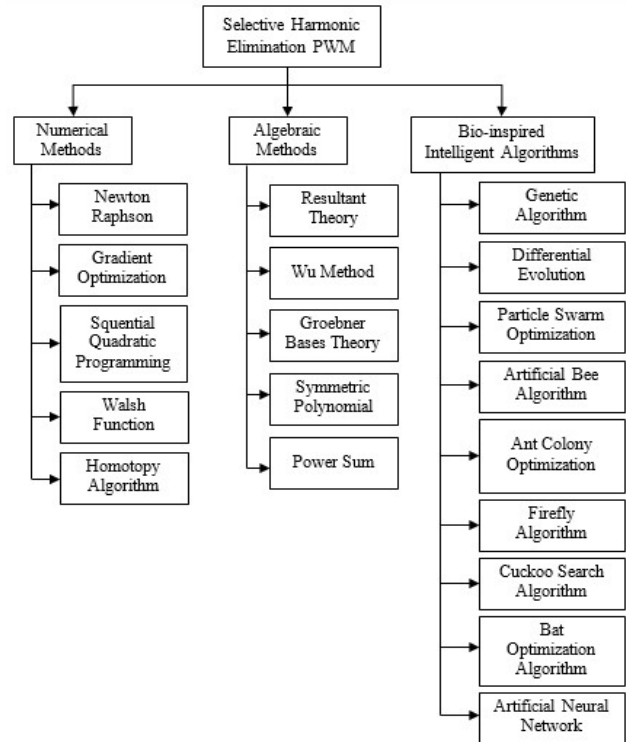 Selective Harmonic
Elimination PWM
Numerical
Methods
Newton
Raphson
Gradient
Optimization
Squential
Quadratic
Programming
Walsh
Function
Homotopy
Algorithm
Algebraic
Methods
Resultant
Theory
Wu Method
Groebner
Bases Theory
Symmetric
Polynomial
Power Sum
Bio-inspired
Intelligent Algorithms
Genetic
Algorithm
Differential
Evolution
Particle Swarm
Optimization
Artificial Bee
Algorithm
Ant Colony
Optimization
Firefly
Algorithm
Cuckoo Search
Algorithm
Bat
Optimization
Algorithm
Artificial Neural
Network